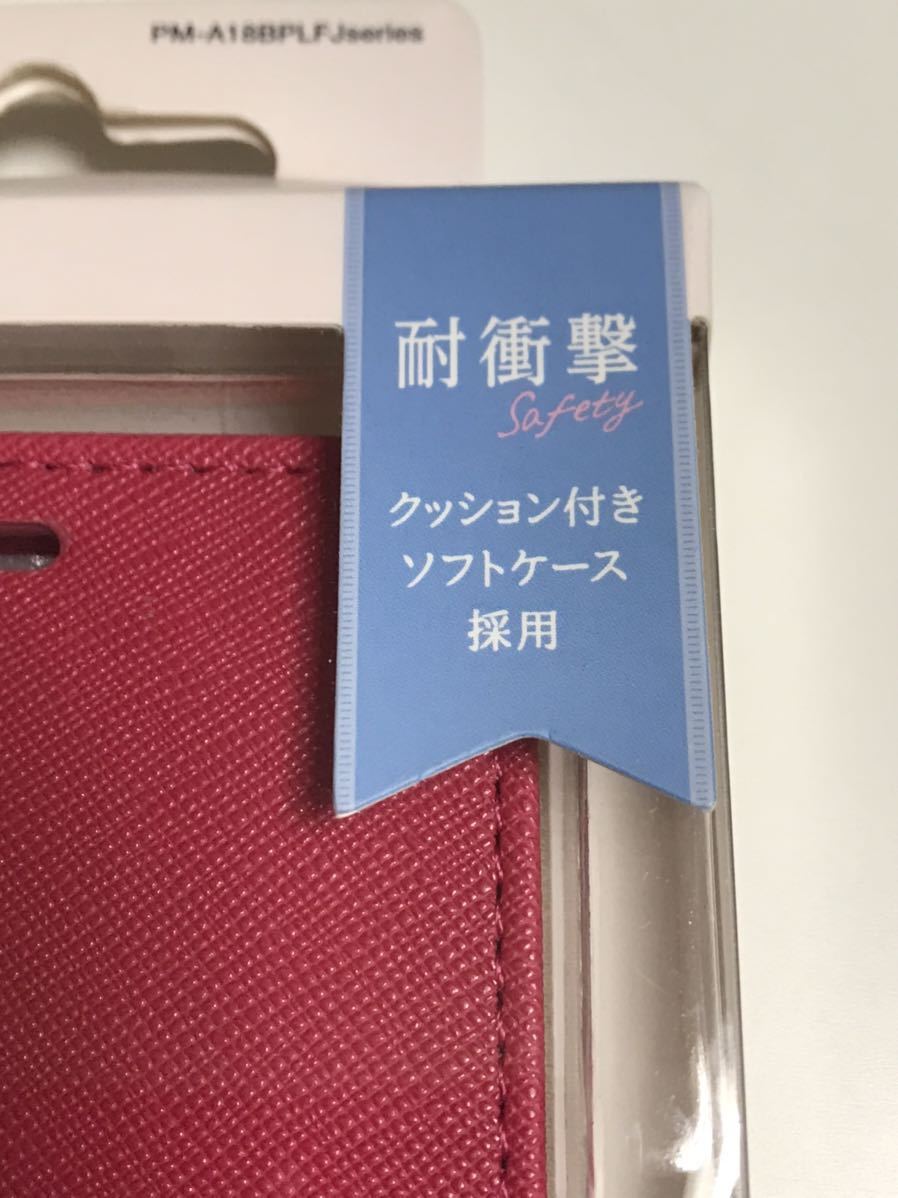 PM-A18BPLFJseries
耐衝撃
Safety
クッション付き
ソフトケース
採用